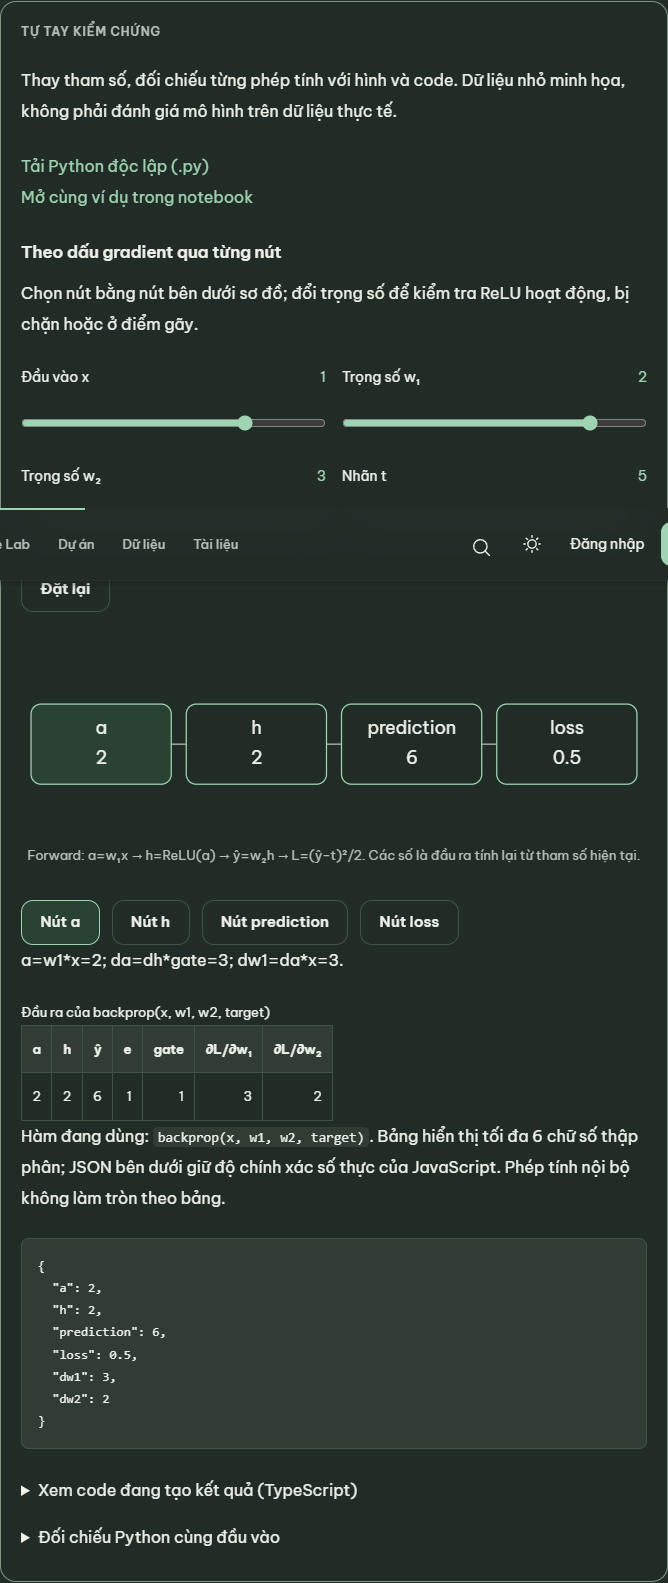 TỰ TAY KIỂM CHỨNG
Thay tham số, đối chiếu từng phép tính với hình và code. Dữ liệu nhỏ minh họa,
không phải đánh giá mô hình trên dữ liệu thực tế.
Tải Python độc lập (.py)
Mở cùng ví dụ trong notebook
Theo dấu gradient qua từng nút
Chọn nút bằng nút bên dưới sơ đồ; đổi trọng số để kiểm tra ReLU hoạt động, bị
chặn hoặc ở điểm gãy.
Đầu vào x 1 Trọng số w₁ 2
Trọng số w₂ 3 Nhãn t 5
e Lab Dự án Dữ liệu Tài liệu Đăng nhập
Đặt lại
a h prediction loss
2 2 6 0.5
Forward: a=w₁x → h=ReLU(a) → ŷ=w₂h → L=(ŷ−t)²/2. Các số là đầu ra tính lại từ tham số hiện tại.
Nút a Nút h Nút prediction Nút loss
a=w1*x=2; da=dh*gate=3; dw1=da*x=3.
Đầu ra của backprop(x, w1, w2, target)
a h ŷ e gate ∂L/∂w₁ ∂L/∂w₂
2 2 6 1 1 3 2
Hàm đang dùng: backprop(x, w1, w2, target). Bảng hiển thị tối đa 6 chữ số thập
phân; JSON bên dưới giữ độ chính xác số thực của JavaScript. Phép tính nội bộ
không làm tròn theo bảng.
{
"a": 2,
"h": 2,
"prediction": 6,
"loss": 0.5,
"dw1": 3,
"dw2": 2
}
Xem code đang tạo kết quả (TypeScript)
Đối chiếu Python cùng đầu vào